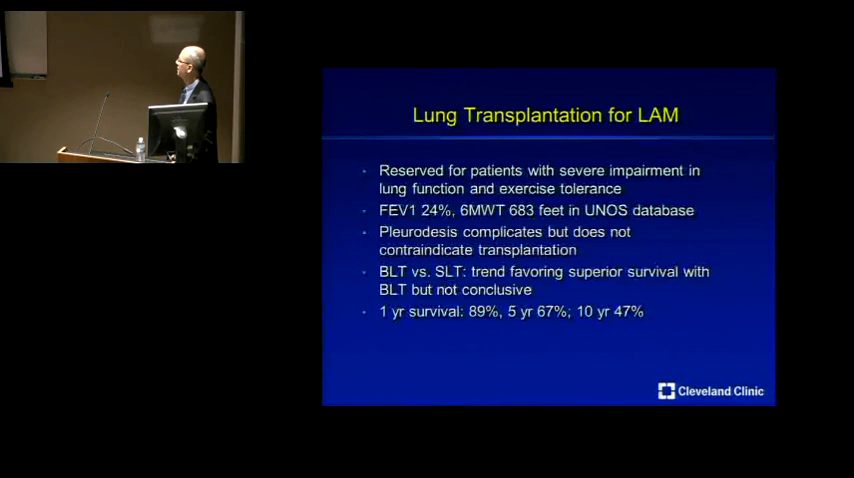 Lung Transplantation for LAM
Reserved for patients with severe impairment in
lung function and exercise tolerance
FEV1 24%, 6MWT 683 feet in UNOS database
Pleurodesis complicates but does not
contraindicate transplantation
BLT vs. SLT: trend favoring superior survival with
BLT but not conclusive
1 yr survival: 89%, 5 yr 67%; 10 yr 47%
Cleveland Clinic